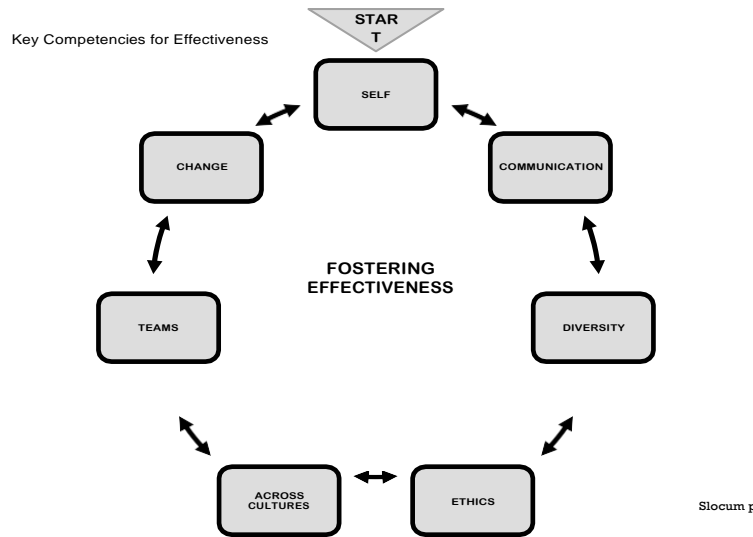 STAR
T
Key Competencies for Effectiveness
SELF
CHANGE
COMMUNICATION
FOSTERING
EFFECTIVENESS
TEAMS
DIVERSITY
ACROSS
CULTURES
ETHICS
Slocum p